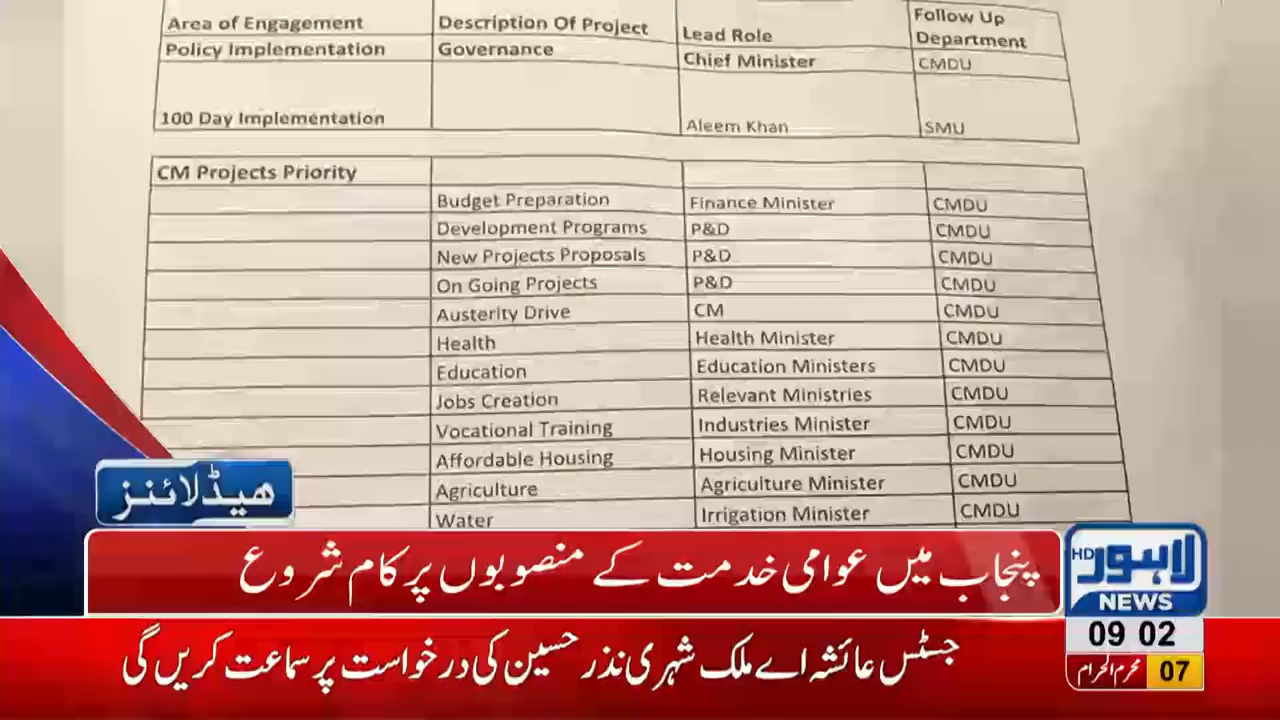 Area of Engagement Description Of Project Lead Role Follow Up Department
Policy Implementation Governance Chief Minister CMDU
100 Day Implementation Aleem Khan SMU
CM Projects Priority
Budget Preparation Finance Minister CMDU
Development Programs P&D CMDU
New Projects Proposals P&D CMDU
On Going Projects P&D CMDU
Austerity Drive CM CMDU
Health Health Minister CMDU
Education Education Ministers CMDU
Jobs Creation Relevant Ministries CMDU
Vocational Training Industries Minister CMDU
Affordable Housing Housing Minister CMDU
Agriculture Agriculture Minister CMDU
Water Irrigation Minister CMDU
ھیڈلائنز
پنجاب میں عوامی خدمت کے منصوبوں پر کام شروع
لاہور HD
NEWS
09 02
جسٹس عائشہ اے ملک شہری نذر حسین کی درخواست پر سماعت کریں گی
محرم الحرام 07